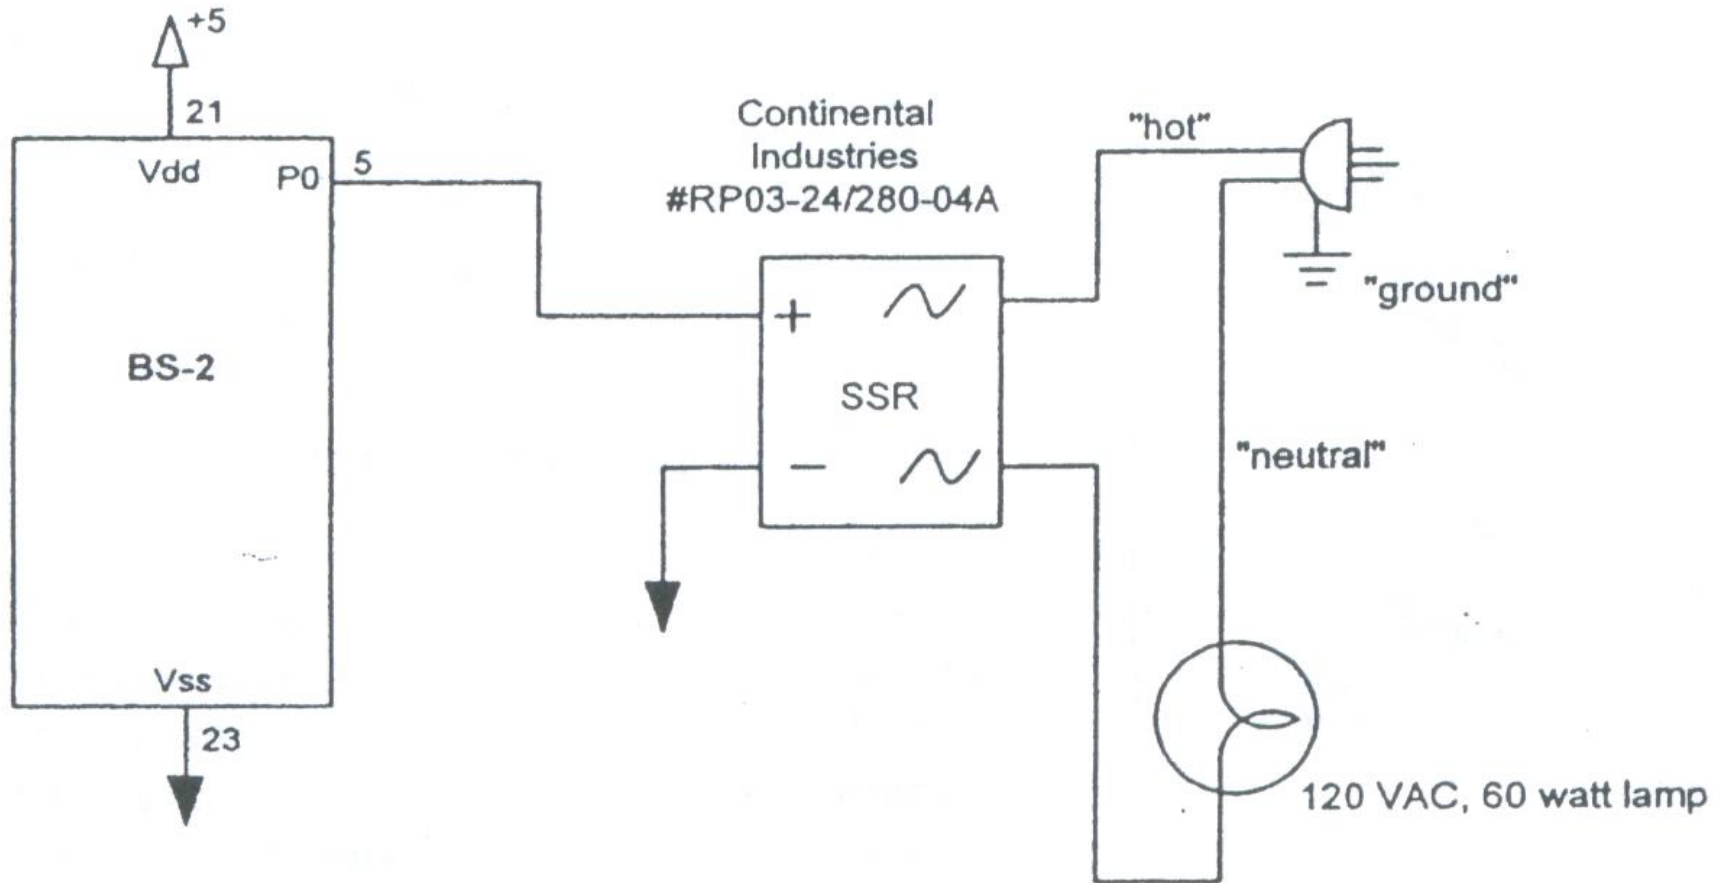 +5
21
Vdd
P0
5
BS-2
Vss
23
Continental
Industries
#RP03-24/280-04A
+
SSR
−
"hot"
"ground"
"neutral"
120 VAC, 60 watt lamp